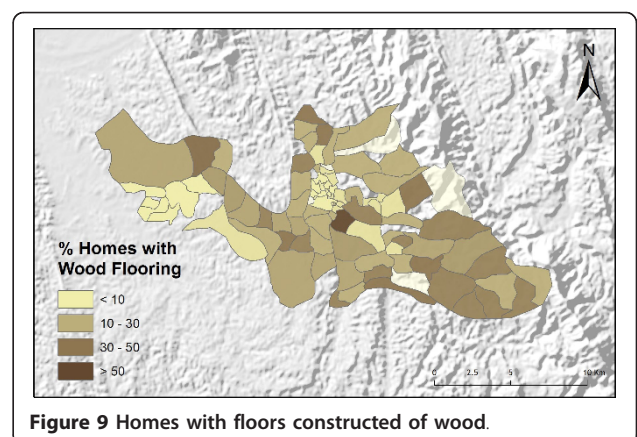 N
% Homes with
Wood Flooring
< 10
10 - 30
30 - 50
> 50
0 2.5 5 10 Km
Figure 9 Homes with floors constructed of wood.